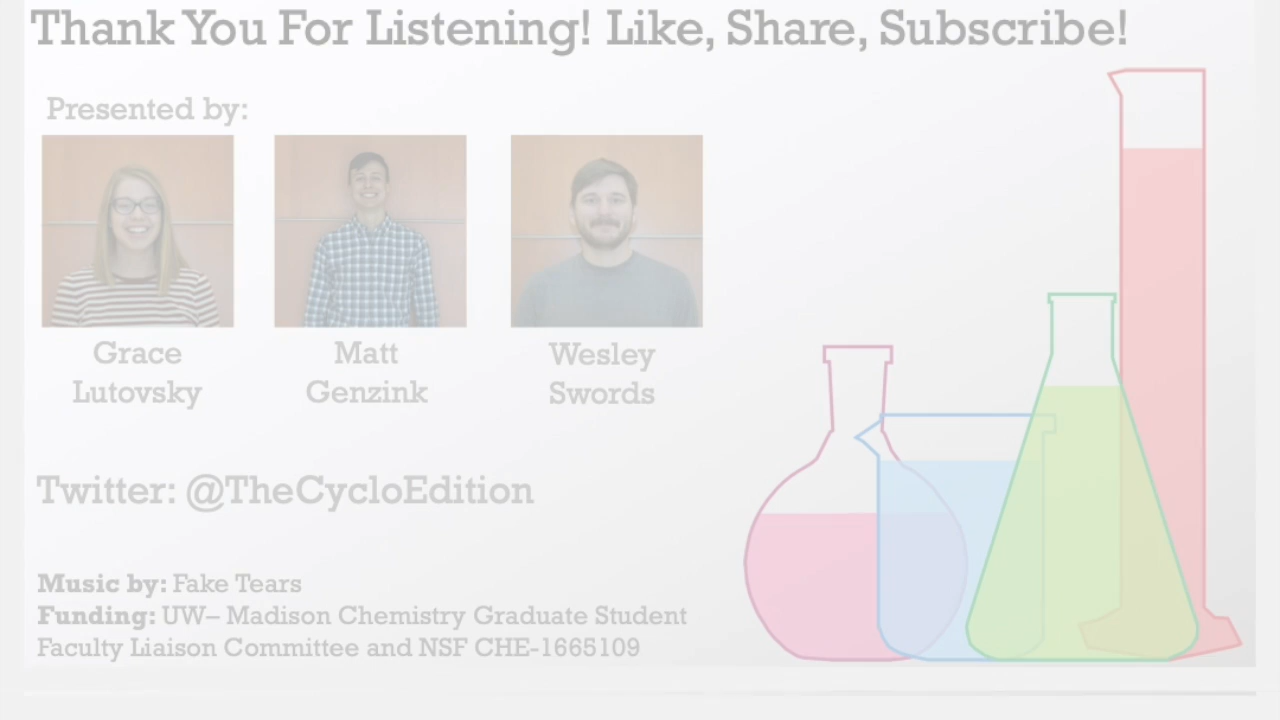 Thank You For Listening! Like, Share, Subscribe!
Presented by:
Grace
Lutovsky
Matt
Genzink
Wesley
Swords
Twitter: @TheCycloEdition
Music by: Fake Tears
Funding: UW– Madison Chemistry Graduate Student
Faculty Liaison Committee and NSF CHE-1665109